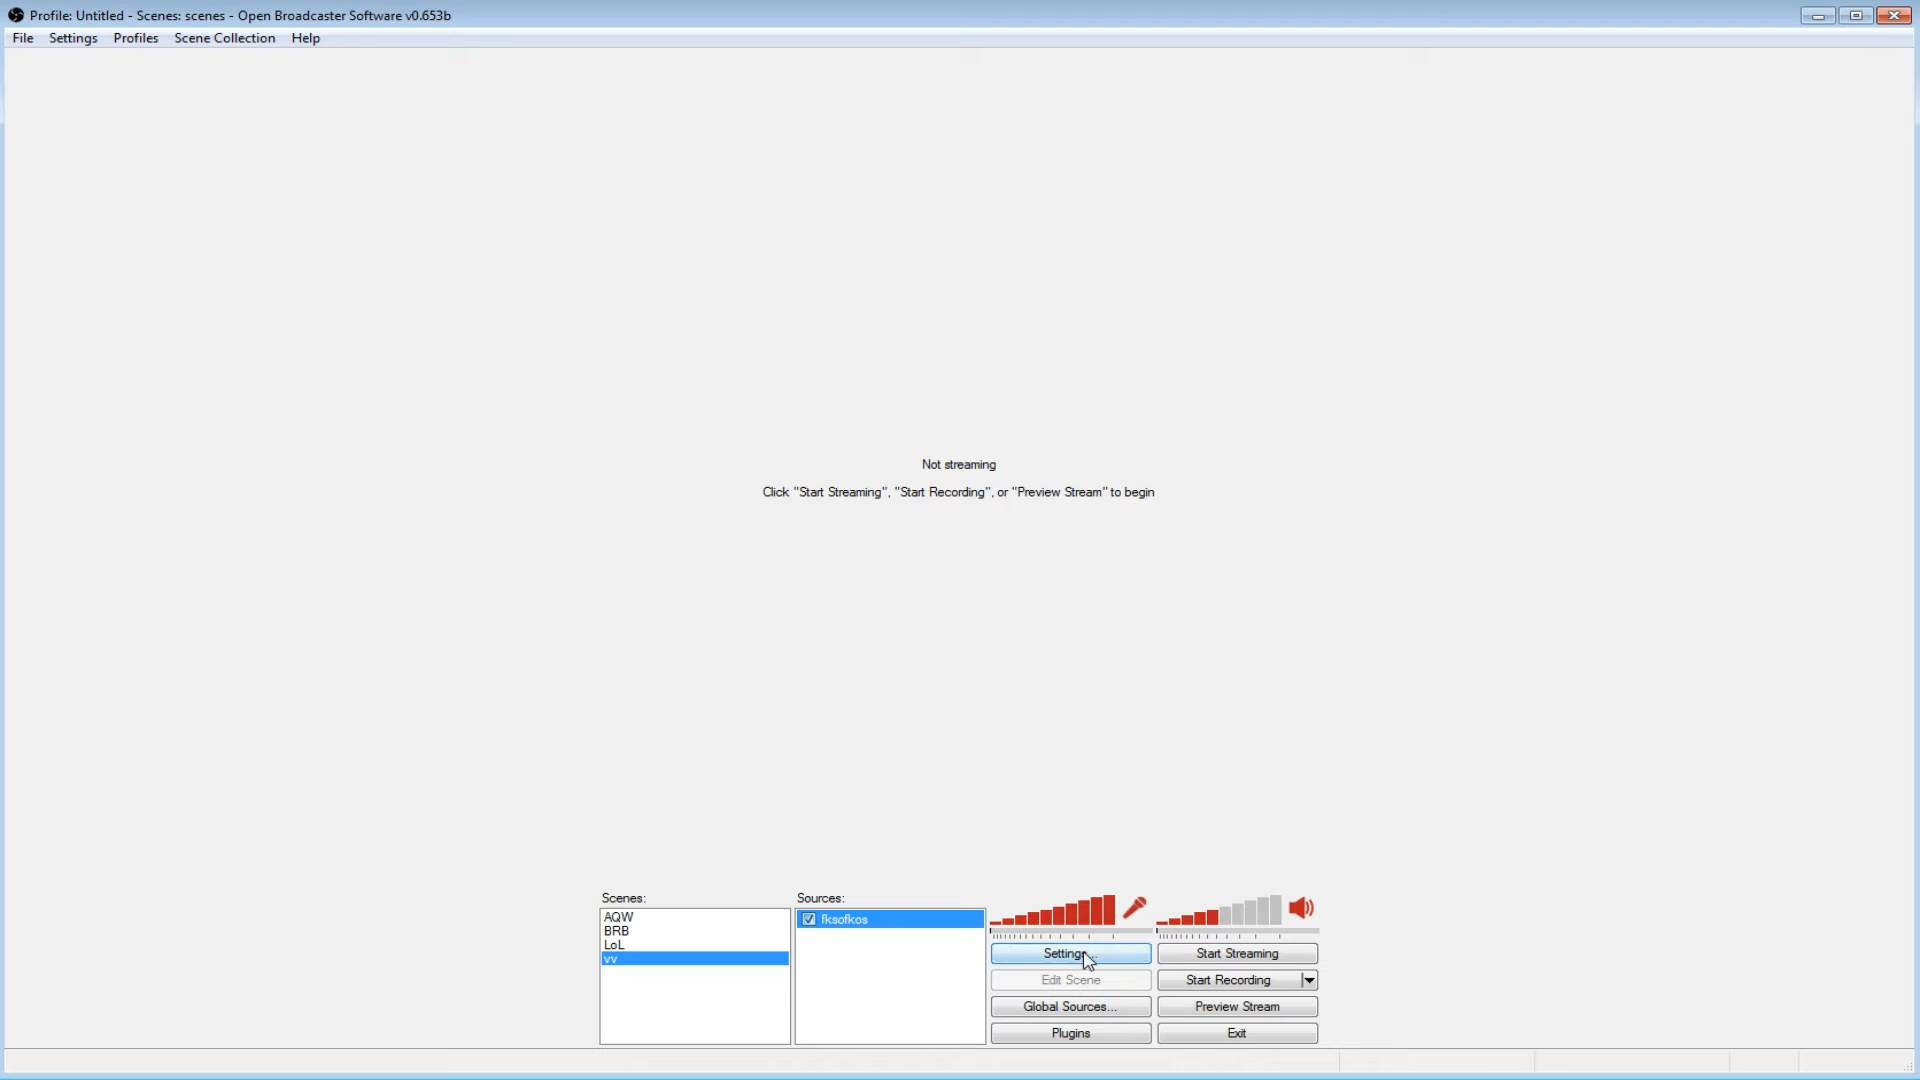 Profile: Untitled - Scenes: scenes - Open Broadcaster Software v0.653b
File Settings Profiles Scene Collection Help
Not streaming
Click "Start Streaming", "Start Recording", or "Preview Stream" to begin
Scenes:
AQW
BRB
LoL
vv
Sources:
fksofkos
Settings...
Start Streaming
Edit Scene
Start Recording
Global Sources...
Preview Stream
Plugins
Exit